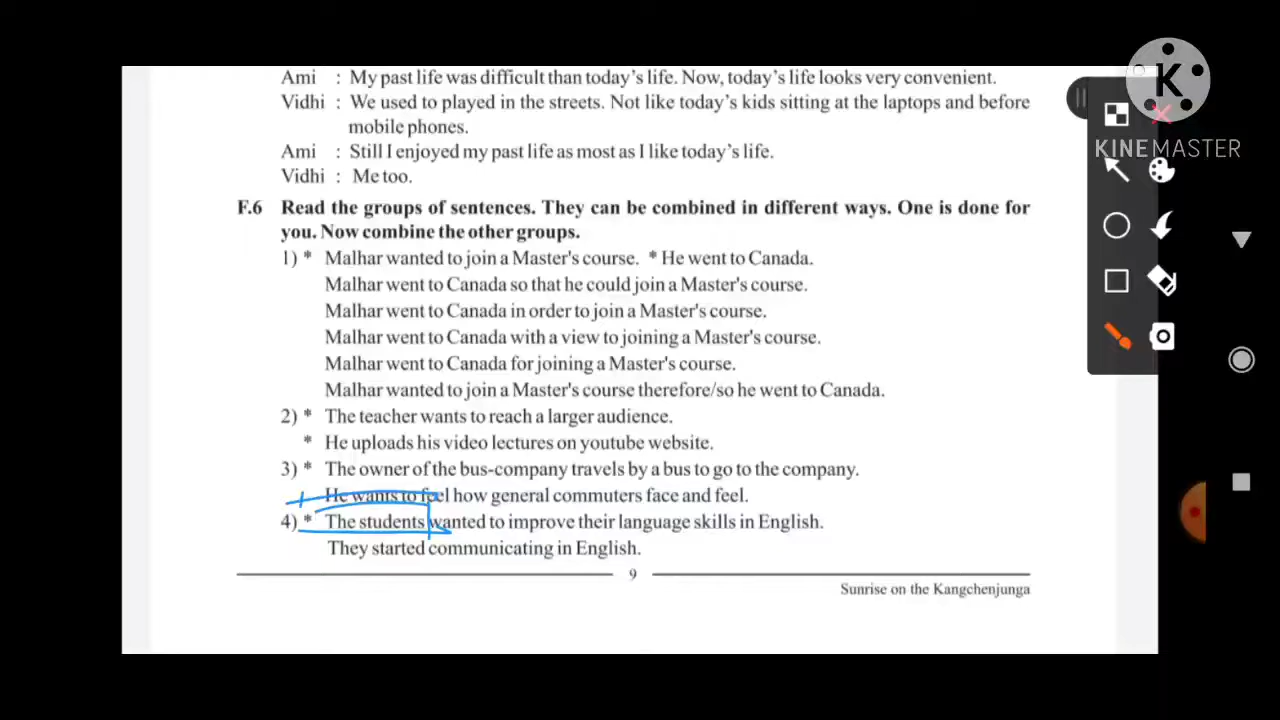 Ami : My past life was difficult than today's life. Now, today's life looks very convenient.
Vidhi : We used to played in the streets. Not like today's kids sitting at the laptops and before
mobile phones.
Ami : Still I enjoyed my past life as most as I like today's life.
Vidhi : Me too.
F.6 Read the groups of sentences. They can be combined in different ways. One is done for
you. Now combine the other groups.
1) * Malhar wanted to join a Master's course. * He went to Canada.
Malhar went to Canada so that he could join a Master's course.
Malhar went to Canada in order to join a Master's course.
Malhar went to Canada with a view to joining a Master's course.
Malhar went to Canada for joining a Master's course.
Malhar wanted to join a Master's course therefore/so he went to Canada.
2) * The teacher wants to reach a larger audience.
* He uploads his video lectures on youtube website.
3) * The owner of the bus-company travels by a bus to go to the company.
He wants to feel how general commuters face and feel.
4) * The students wanted to improve their language skills in English.
They started communicating in English.
9
Sunrise on the Kangchenjunga
K
KINEMASTER